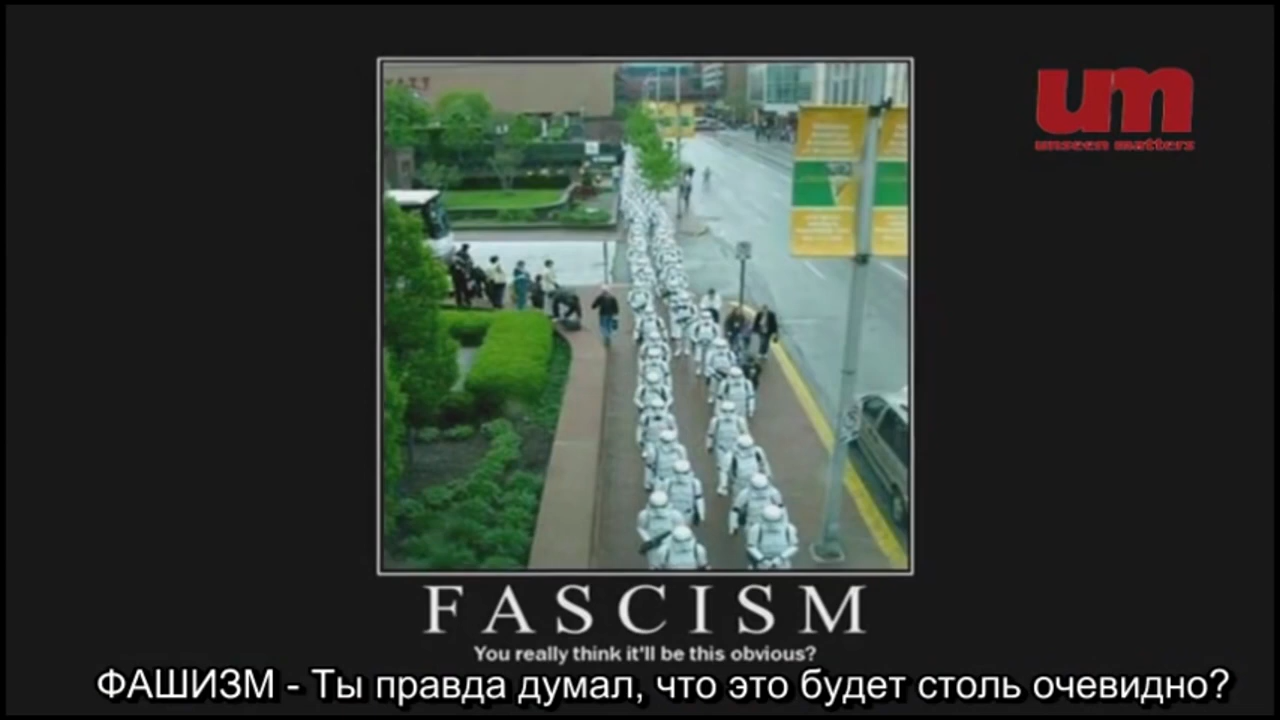 um
unseen matters
FASCISM
You really think it'll be this obvious?
ФАШИЗМ - Ты правда думал, что это будет столь очевидно?